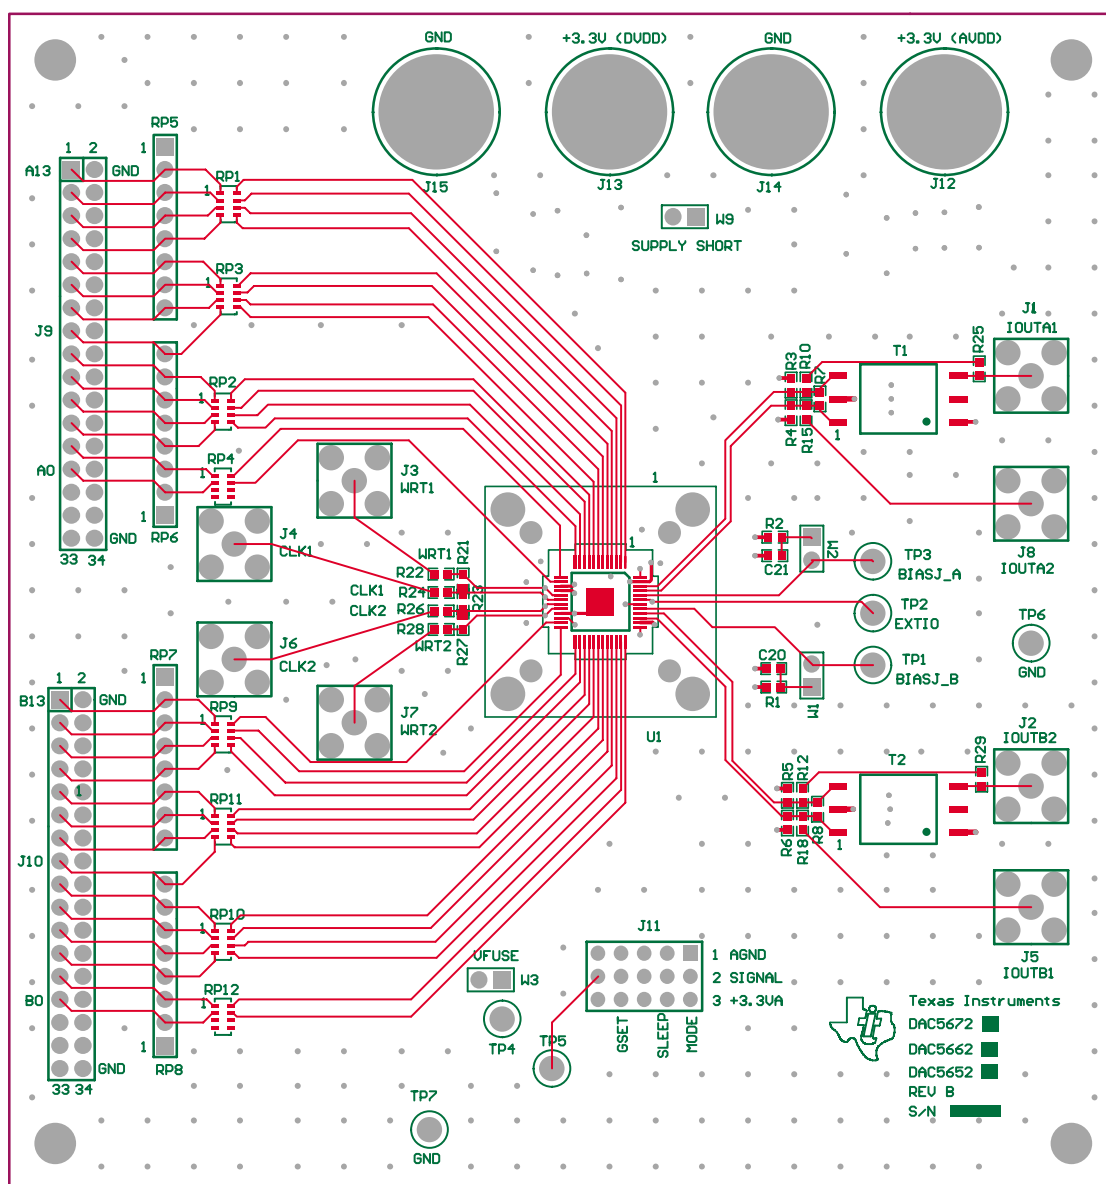 GND
+3.3V (DVDD)
GND
+3.3V (AVDD)
J15
J13
J14
J12
RP5
1
1 2
A13
GND
RP1
1
W9
SUPPLY SHORT
RP3
1
J9
RP2
1
RP4
1
A0
1
RP6
GND
33 34
J3
WRT1
J4
CLK1
J1
IOUTA1
R25
T1
R3
R10
R7
R4
R15
1
J8
IOUTA2
1
1
R2
C21
W2
TP3
BIASJ_A
TP2
EXTIO
TP6
GND
TP1
BIASJ_B
C20
R1
W1
U1
WRT1
R21
R22
CLK1
R24
R23
CLK2
R26
R28
WRT2
R27
J6
CLK2
J7
WRT2
RP7
1
1 2
B13
GND
RP9
1
1
RP11
1
J10
RP10
1
RP12
1
B0
1
RP8
GND
33 34
J2
IOUTB2
R29
T2
R5
R12
R8
R6
R18
1
J5
IOUTB1
J11
1 AGND
2 SIGNAL
3 +3.3VA
GSET
SLEEP
MODE
VFUSE
W3
TP4
TP5
TP7
GND
Texas Instruments
DAC5672
DAC5662
DAC5652
REV B
S/N